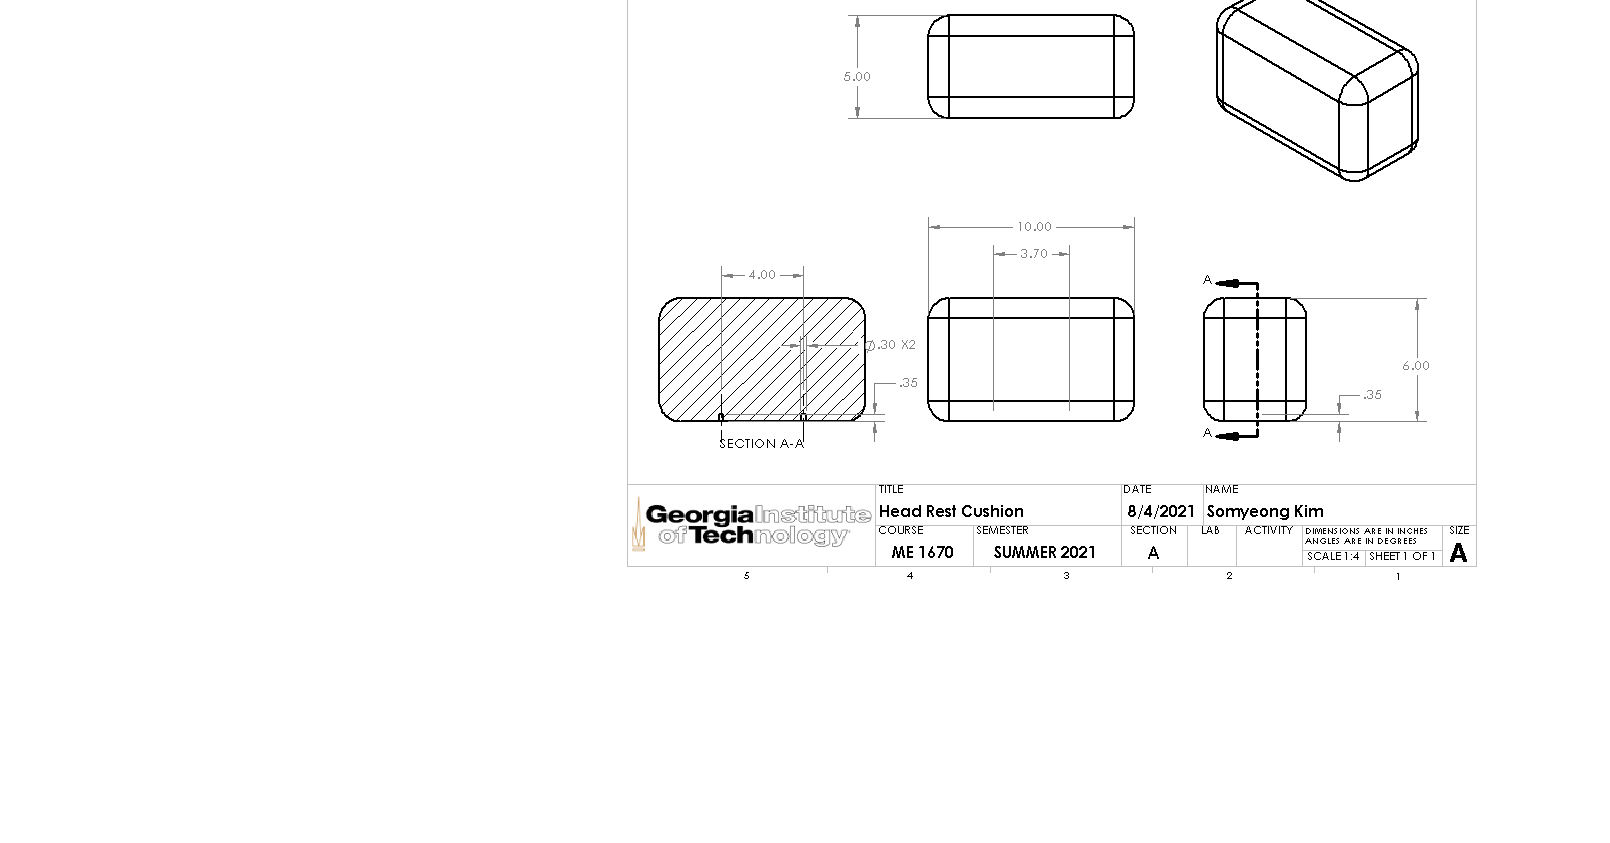 5.00
10.00
3.70
4.00
A
∅.30 X2
6.00
.35
.35
A
SECTION A-A
TITLE
DATE
NAME
Georgia Institute
of Technology
Head Rest Cushion
8/4/2021
Somyeong Kim
COURSE
SEMESTER
SECTION
LAB
ACTIVITY
DIMENSIONS ARE IN INCHES
ANGLES ARE IN DEGREES
SIZE
ME 1670
SUMMER 2021
A
SCALE 1:4
SHEET 1 OF 1
A
5
4
3
2
1